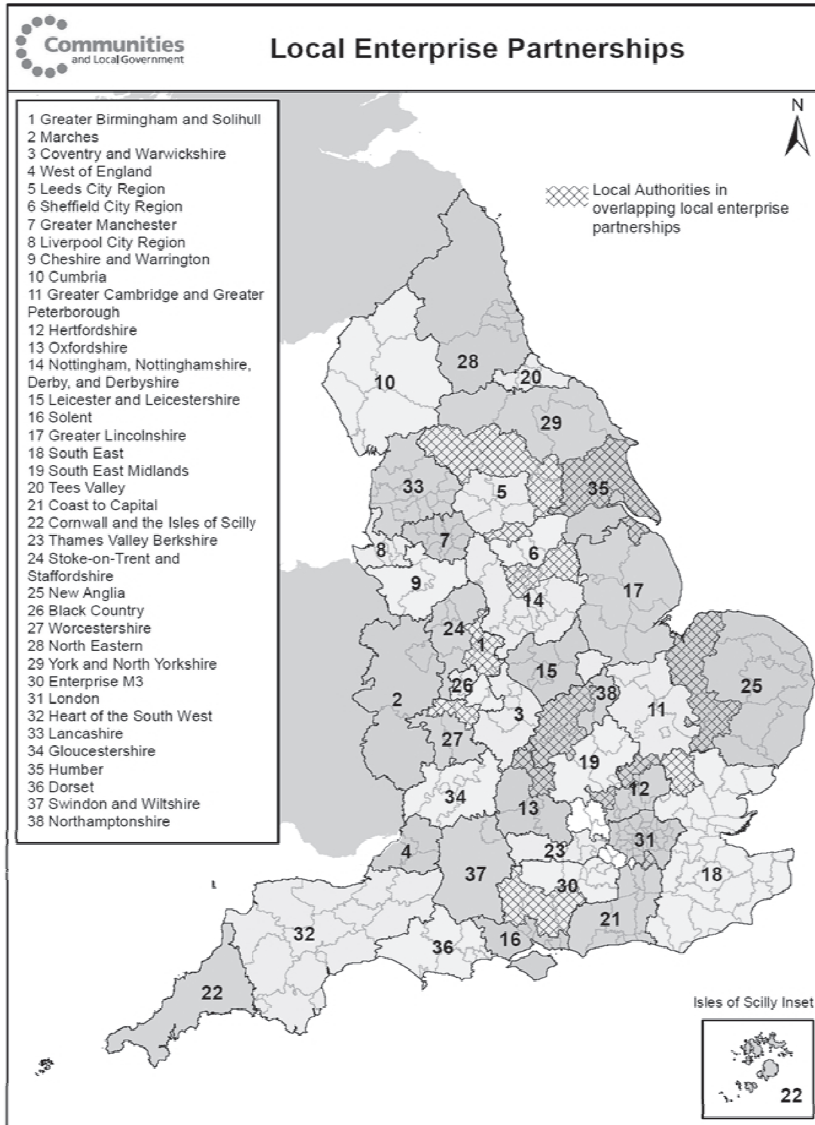 Communities
and Local Government
Local Enterprise Partnerships
1 Greater Birmingham and Solihull
2 Marches
3 Coventry and Warwickshire
4 West of England
5 Leeds City Region
6 Sheffield City Region
7 Greater Manchester
8 Liverpool City Region
9 Cheshire and Warrington
10 Cumbria
11 Greater Cambridge and Greater
Peterborough
12 Hertfordshire
13 Oxfordshire
14 Nottingham, Nottinghamshire,
Derby, and Derbyshire
15 Leicester and Leicestershire
16 Solent
17 Greater Lincolnshire
18 South East
19 South East Midlands
20 Tees Valley
21 Coast to Capital
22 Cornwall and the Isles of Scilly
23 Thames Valley Berkshire
24 Stoke-on-Trent and
Staffordshire
25 New Anglia
26 Black Country
27 Worcestershire
28 North Eastern
29 York and North Yorkshire
30 Enterprise M3
31 London
32 Heart of the South West
33 Lancashire
34 Gloucestershire
35 Humber
36 Dorset
37 Swindon and Wiltshire
38 Northamptonshire
N
Local Authorities in
overlapping local enterprise
partnerships
28
10
20
29
33
5
35
7
8
6
9
17
14
24
1
15
25
26
38
2
3
11
27
19
12
34
13
31
4
23
37
18
30
32
21
36
16
22
Isles of Scilly Inset
22